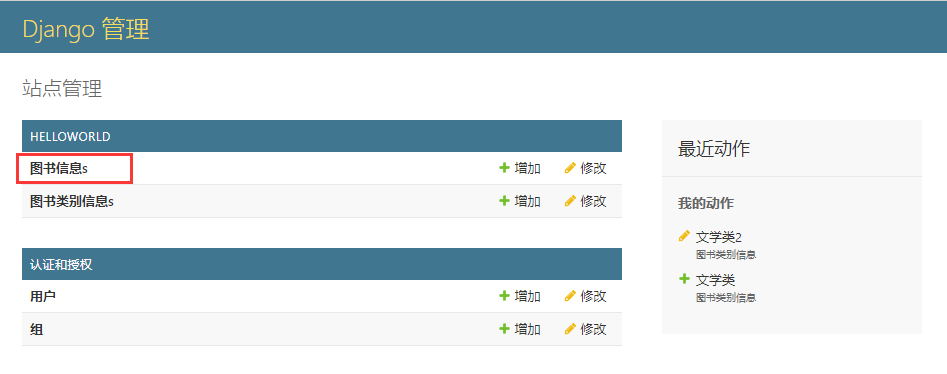 Django 管理
站点管理
HELLOWORLD
图书信息s 增加 修改
图书类别信息s 增加 修改
认证和授权
用户 增加 修改
组 增加 修改
最近动作
我的动作
文学类2
图书类别信息
文学类
图书类别信息